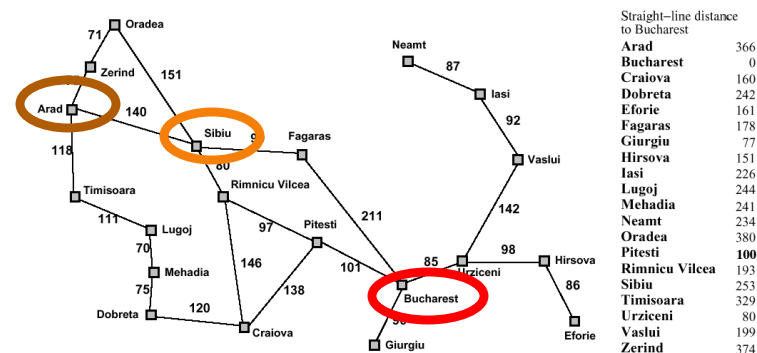 Oradea
71
Zerind
151
Arad
140
Sibiu
Fagaras
118
80
Rimnicu Vilcea
Timisoara
111
Lugoj
97
Pitesti
211
70
Mehadia
146
101
75
138
Dobreta
120
Craiova
Neamt
87
Iasi
92
Vaslui
142
85
98
Urziceni
Hirsova
86
Bucharest
90
Giurgiu
Eforie
Straight−line distance
to Bucharest
Arad 366
Bucharest 0
Craiova 160
Dobreta 242
Eforie 161
Fagaras 178
Giurgiu 77
Hirsova 151
Iasi 226
Lugoj 244
Mehadia 241
Neamt 234
Oradea 380
Pitesti 100
Rimnicu Vilcea 193
Sibiu 253
Timisoara 329
Urziceni 80
Vaslui 199
Zerind 374